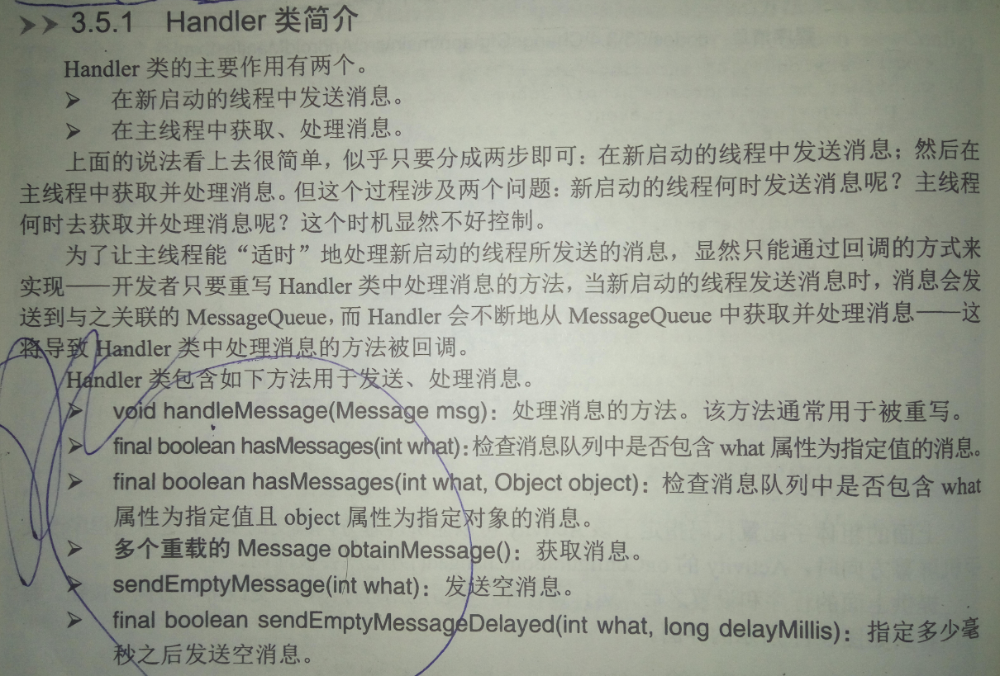 3.5.1 Handler 类简介
Handler 类的主要作用有两个。
➢ 在新启动的线程中发送消息。
➢ 在主线程中获取、处理消息。
上面的说法看上去很简单，似乎只要分成两步即可：在新启动的线程中发送消息；然后在
主线程中获取并处理消息。但这个过程涉及两个问题：新启动的线程何时发送消息呢？主线程
何时去获取并处理消息呢？这个时机显然不好控制。
为了让主线程能“适时”地处理新启动的线程所发送的消息，显然只能通过回调的方式来
实现——开发者只要重写 Handler 类中处理消息的方法，当新启动的线程发送消息时，消息会发
送到与之关联的 MessageQueue，而 Handler 会不断地从 MessageQueue 中获取并处理消息——这
将导致 Handler 类中处理消息的方法被回调。
Handler 类包含如下方法用于发送、处理消息。
➢ void handleMessage(Message msg)：处理消息的方法。该方法通常用于被重写。
➢ final boolean hasMessages(int what)：检查消息队列中是否包含 what 属性为指定值的消息。
➢ final boolean hasMessages(int what, Object object)：检查消息队列中是否包含 what
属性为指定值且 object 属性为指定对象的消息。
➢ 多个重载的 Message obtainMessage()：获取消息。
➢ sendEmptyMessage(int what)：发送空消息。
➢ final boolean sendEmptyMessageDelayed(int what, long delayMillis)：指定多少毫
秒之后发送空消息。